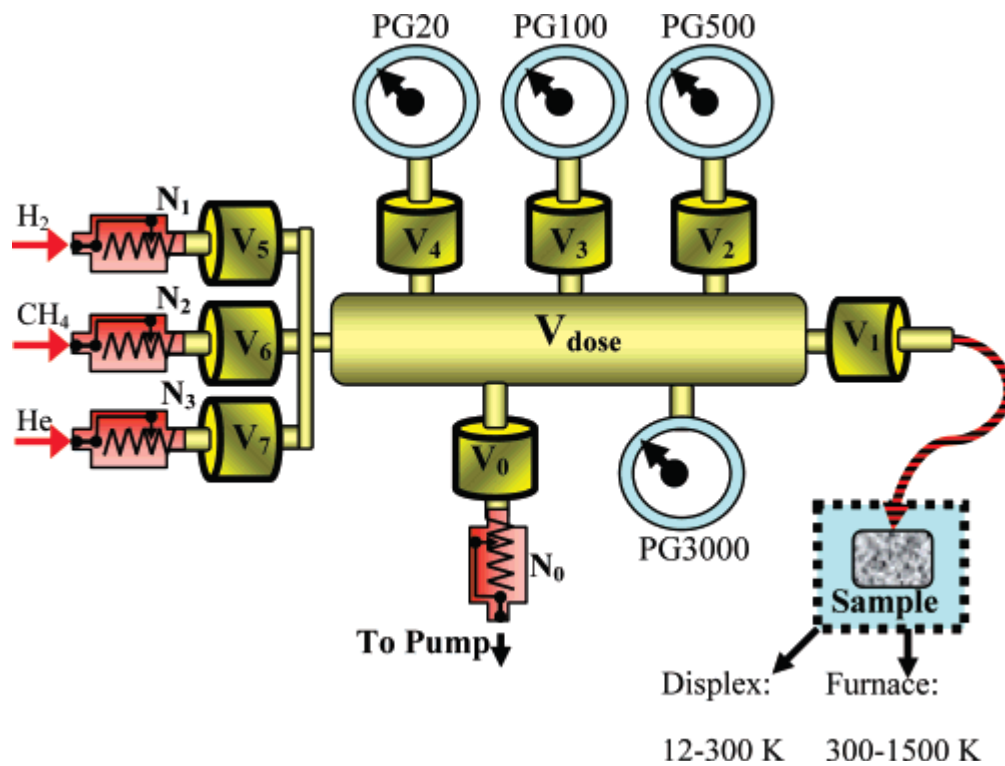 PG20 PG100 PG500
N₁
H₂
V₅
V₄ V₃ V₂
N₂
CH₄
V₆
V_dose
V₁
N₃
He
V₇
V₀
PG3000
N₀
Sample
To Pump
Displex: Furnace:
12-300 K 300-1500 K